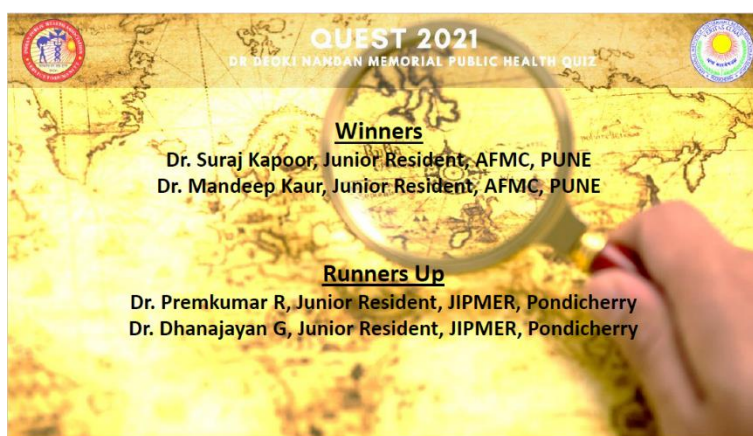 QUEST 2021
DR DEOKI NANDAN MEMORIAL PUBLIC HEALTH QUIZ
Winners
Dr. Suraj Kapoor, Junior Resident, AFMC, PUNE
Dr. Mandeep Kaur, Junior Resident, AFMC, PUNE
Runners Up
Dr. Premkumar R, Junior Resident, JIPMER, Pondicherry
Dr. Dhanajayan G, Junior Resident, JIPMER, Pondicherry